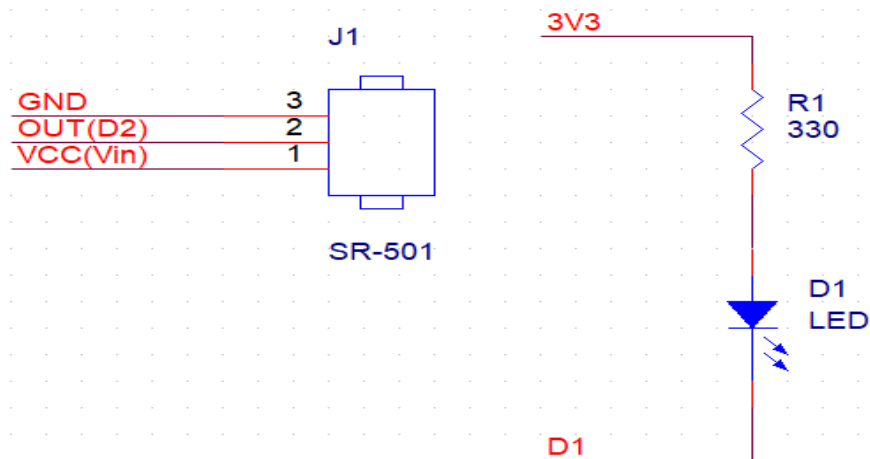 J1
GND 3
OUT(D2) 2
VCC(Vin) 1
SR-501
3V3
R1
330
D1
LED
D1